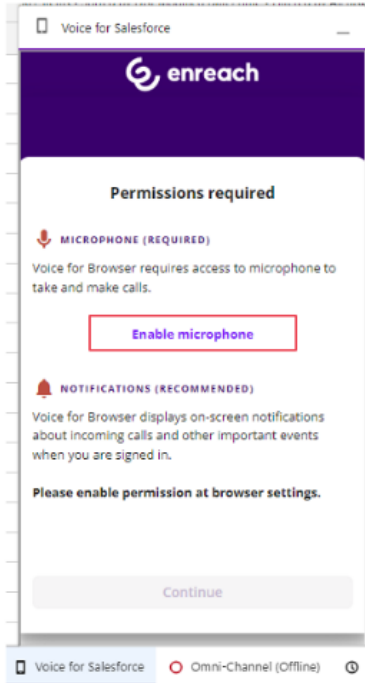 Voice for Salesforce
enreach
Permissions required
MICROPHONE (REQUIRED)
Voice for Browser requires access to microphone to
take and make calls.
Enable microphone
NOTIFICATIONS (RECOMMENDED)
Voice for Browser displays on-screen notifications
about incoming calls and other important events
when you are signed in.
Please enable permission at browser settings.
Continue
Voice for Salesforce Omni-Channel (Offline)